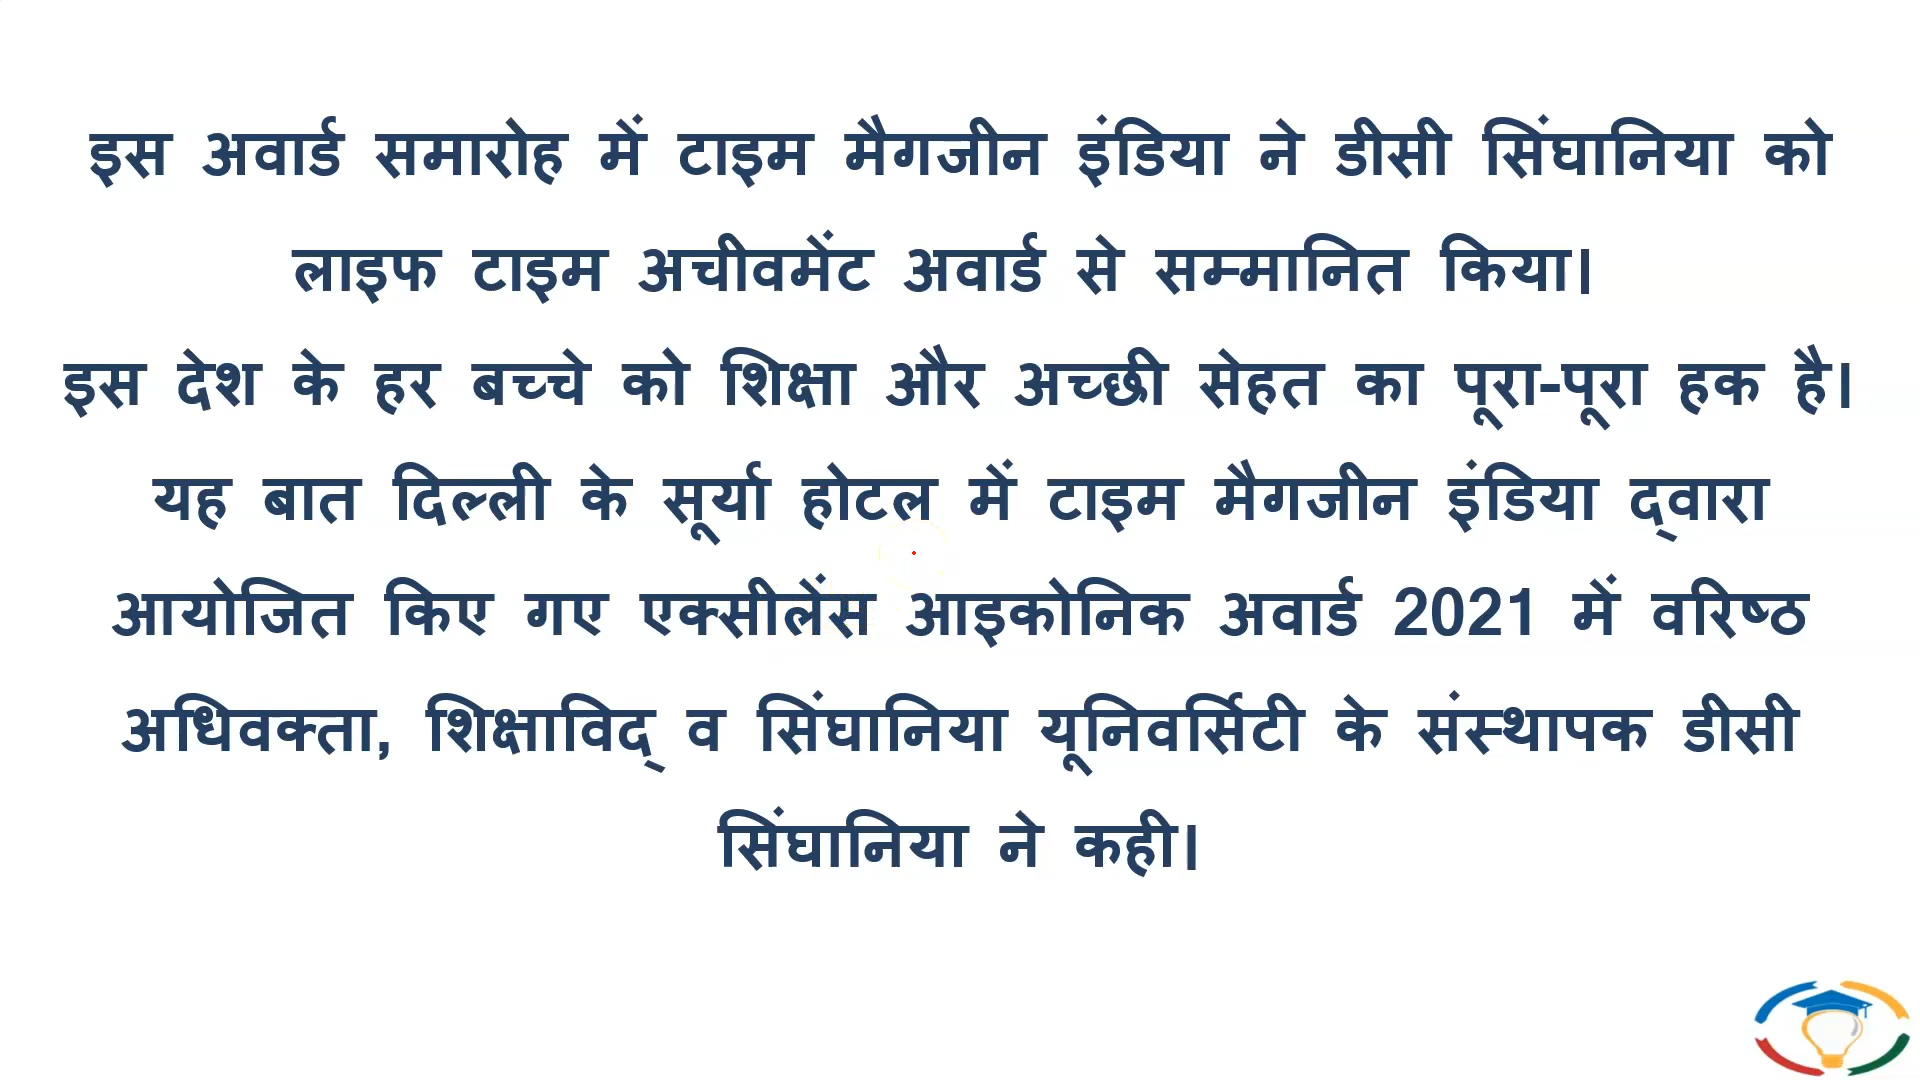 इस अवार्ड समारोह में टाइम मैगजीन इंडिया ने डीसी सिंघानिया को
लाइफ टाइम अचीवमेंट अवार्ड से सम्मानित किया।
इस देश के हर बच्चे को शिक्षा और अच्छी सेहत का पूरा-पूरा हक है।
यह बात दिल्ली के सूर्या होटल में टाइम मैगजीन इंडिया द्वारा
आयोजित किए गए एक्सीलेंस आइकोनिक अवार्ड 2021 में वरिष्ठ
अधिवक्ता, शिक्षाविद् व सिंघानिया यूनिवर्सिटी के संस्थापक डीसी
सिंघानिया ने कही।